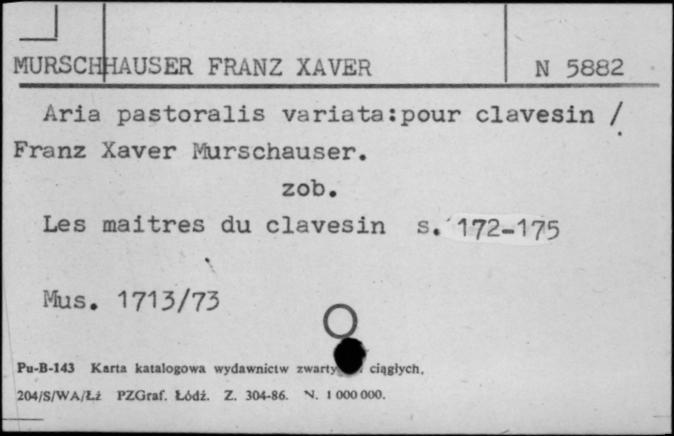 MURSCHHAUSER FRANZ XAVER N 5882
Aria pastoralis variata:pour clavesin /
Franz Xaver Murschauser.
zob.
Les maitres du clavesin s. 172-175
Mus. 1713/73
Pu-B-143 Karta katalogowa wydawnictw zwarty ciągłych.
204/S/WA/Łż PZGraf. Łódź. Z. 304-86. N. 1 000 000.